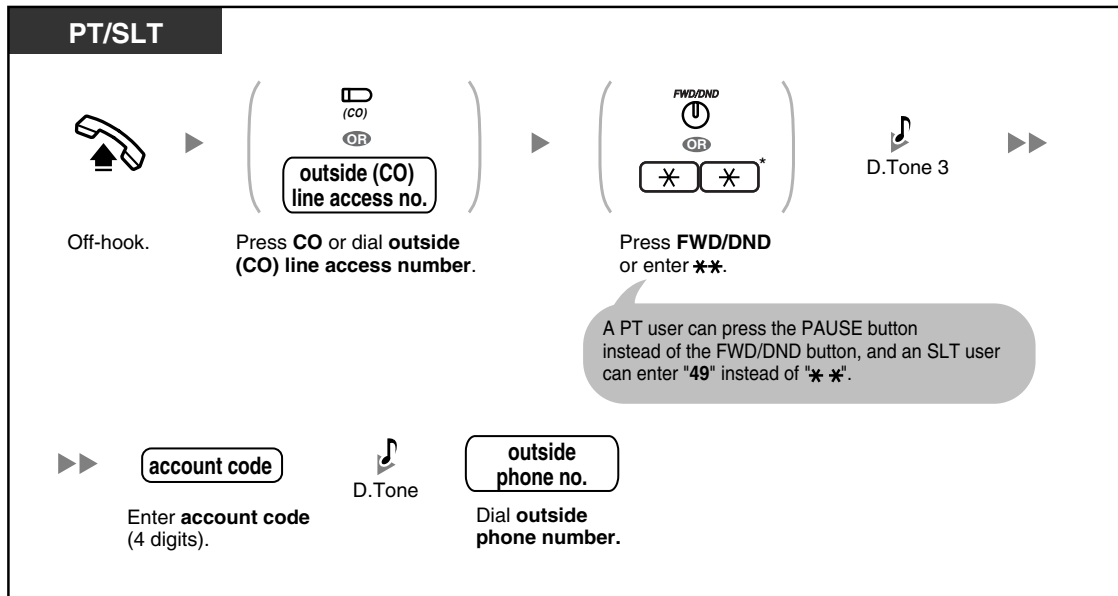 PT/SLT
(CO)
OR
outside (CO)
line access no.
FWD/DND
OR
* * *
D.Tone 3
Off-hook.
Press CO or dial outside
(CO) line access number.
Press FWD/DND
or enter **.
A PT user can press the PAUSE button
instead of the FWD/DND button, and an SLT user
can enter "49" instead of "* *".
account code
D.Tone
outside
phone no.
Enter account code
(4 digits).
Dial outside
phone number.